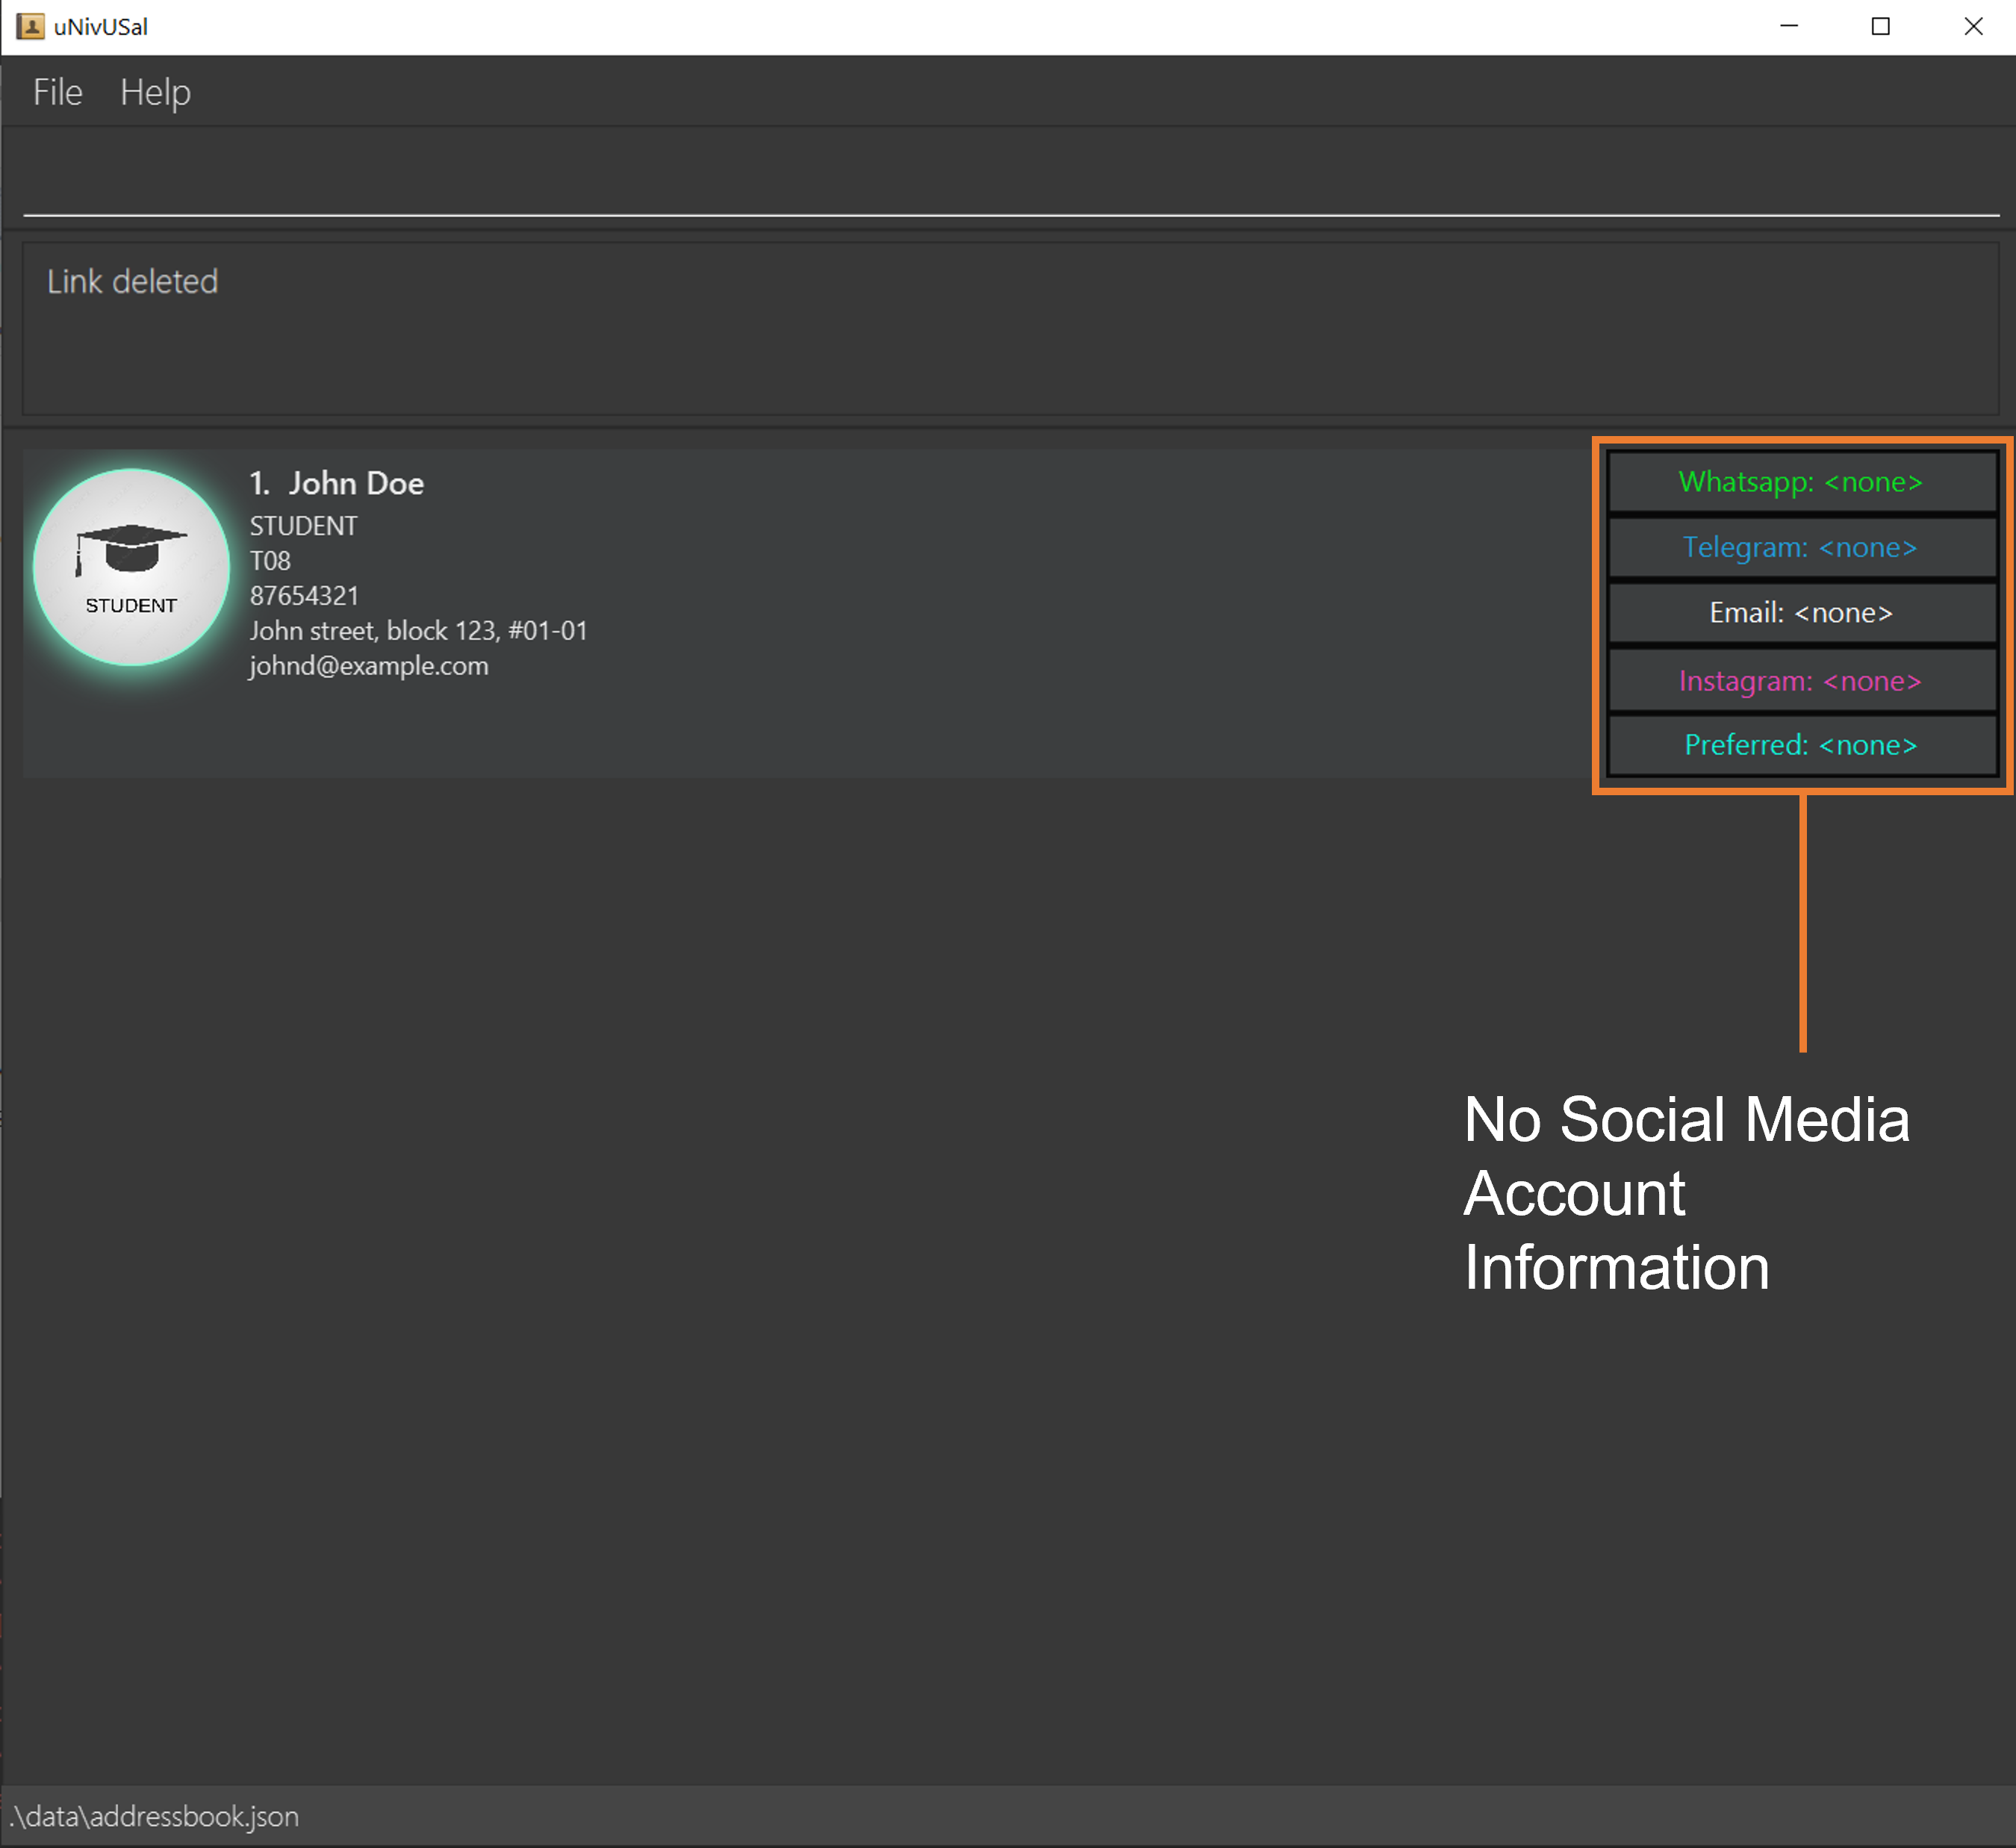 uNivUSal
File Help
Link deleted
1. John Doe
STUDENT
T08
87654321
John street, block 123, #01-01
johnd@example.com
STUDENT
Whatsapp: <none>
Telegram: <none>
Email: <none>
Instagram: <none>
Preferred: <none>
No Social Media
Account
Information
.\data\addressbook.json